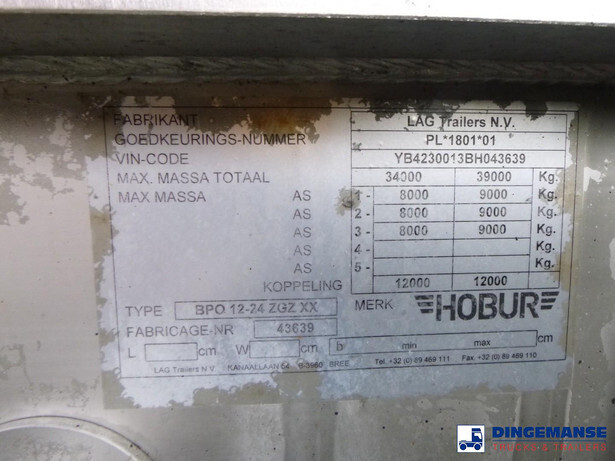 FABRIKANT LAG Trailers N.V.
GOEDKEURINGS-NUMMER PL*1801*01
VIN-CODE YB4230013BH043639
MAX. MASSA TOTAAL 34000 39000 Kg.
MAX MASSA AS 1- 8000 9000 Kg.
AS 2- 8000 9000 Kg.
AS 3- 8000 9000 Kg.
AS 4- Kg.
AS 5- Kg.
KOPPELING 12000 12000 Kg.
TYPE BPO 12-24 ZGZ XX MERK HOBUR
FABRICAGE-NR 43639
L cm W cm b min max cm
LAG Trailers N.V. KANAALLAAN 54 BREE Tel. +32 (0) 89 469 111 Fax. +32 (0) 89 469 110
DINGEMANSE
TRUCKS & TRAILERS